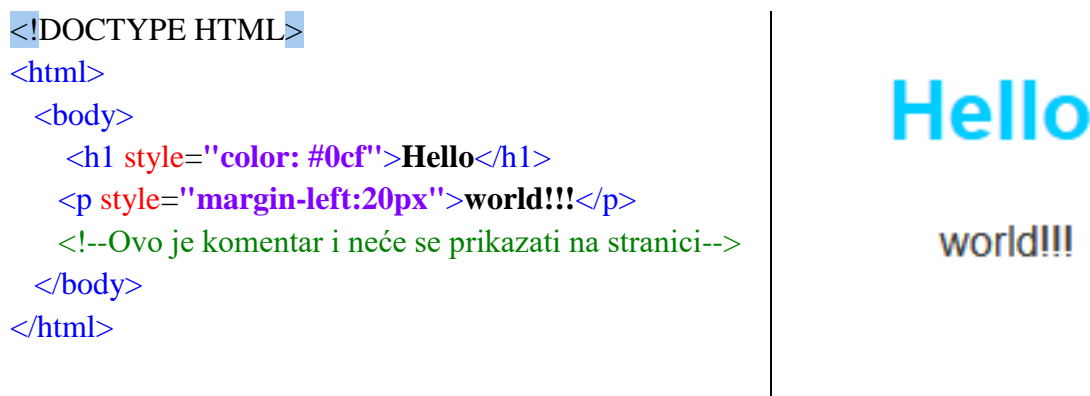 <!DOCTYPE HTML>
<html>
<body>
<h1 style="color: #0cf">Hello</h1>
<p style="margin-left:20px">world!!!</p>
<!--Ovo je komentar i neće se prikazati na stranici-->
</body>
</html>
Hello
world!!!